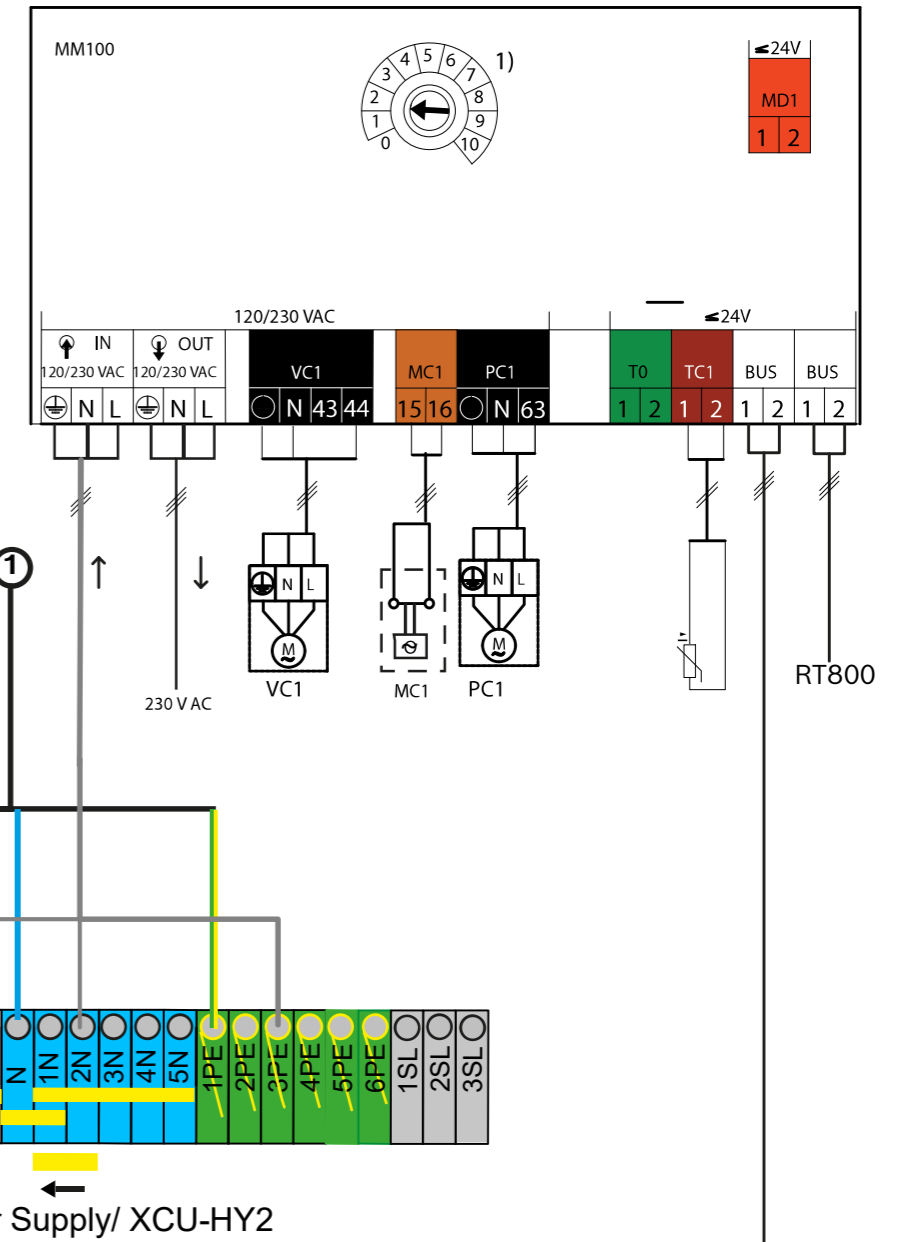 MM100
0 1 2 3 4 5 6 7 8 9 10
1)
≤24V
MD1
1 2
120/230 VAC
≤24V
IN
OUT
120/230 VAC
120/230 VAC
VC1
MC1
PC1
T0
TC1
BUS
BUS
N L
N L
N 43 44
15 16
N 63
1 2
1 2
1 2
1 2
1
↑
↓
N L
M
~
VC1
MC1
N L
M
~
PC1
230 V AC
RT800
N 1N 2N 3N 4N 5N 1PE 2PE 3PE 4PE 5PE 6PE 1SL 2SL 3SL
Supply/ XCU-HY2